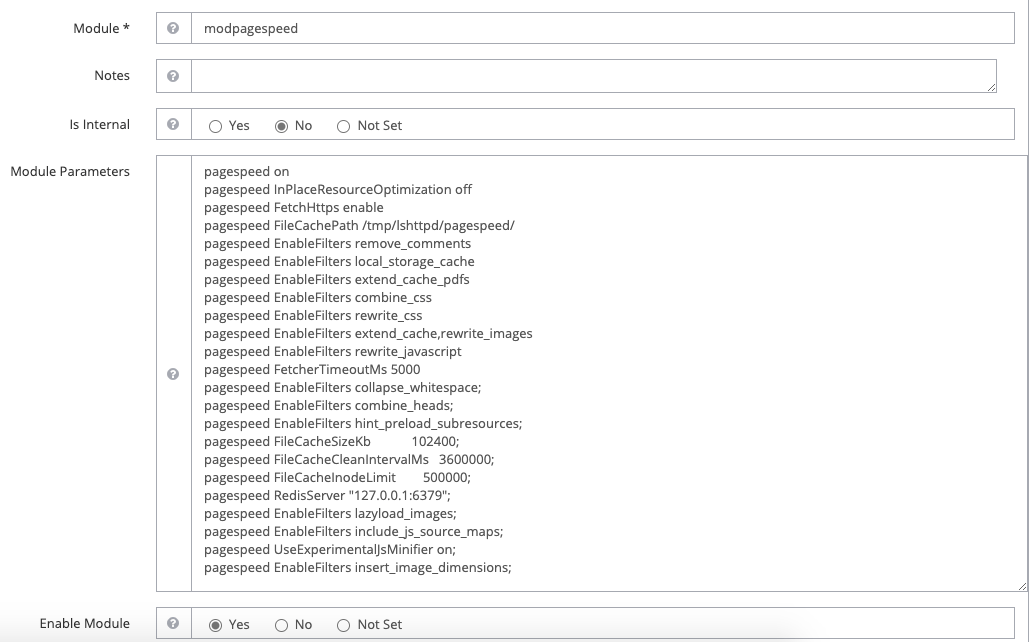 Module *
modpagespeed
Notes
Is Internal
Yes No Not Set
Module Parameters
pagespeed on
pagespeed InPlaceResourceOptimization off
pagespeed FetchHttps enable
pagespeed FileCachePath /tmp/lshttpd/pagespeed/
pagespeed EnableFilters remove_comments
pagespeed EnableFilters local_storage_cache
pagespeed EnableFilters extend_cache_pdfs
pagespeed EnableFilters combine_css
pagespeed EnableFilters rewrite_css
pagespeed EnableFilters extend_cache,rewrite_images
pagespeed EnableFilters rewrite_javascript
pagespeed FetcherTimeoutMs 5000
pagespeed EnableFilters collapse_whitespace;
pagespeed EnableFilters combine_heads;
pagespeed EnableFilters hint_preload_subresources;
pagespeed FileCacheSizeKb 102400;
pagespeed FileCacheCleanIntervalMs 3600000;
pagespeed FileCacheInodeLimit 500000;
pagespeed RedisServer "127.0.0.1:6379";
pagespeed EnableFilters lazyload_images;
pagespeed EnableFilters include_js_source_maps;
pagespeed UseExperimentalJsMinifier on;
pagespeed EnableFilters insert_image_dimensions;
Enable Module
Yes No Not Set